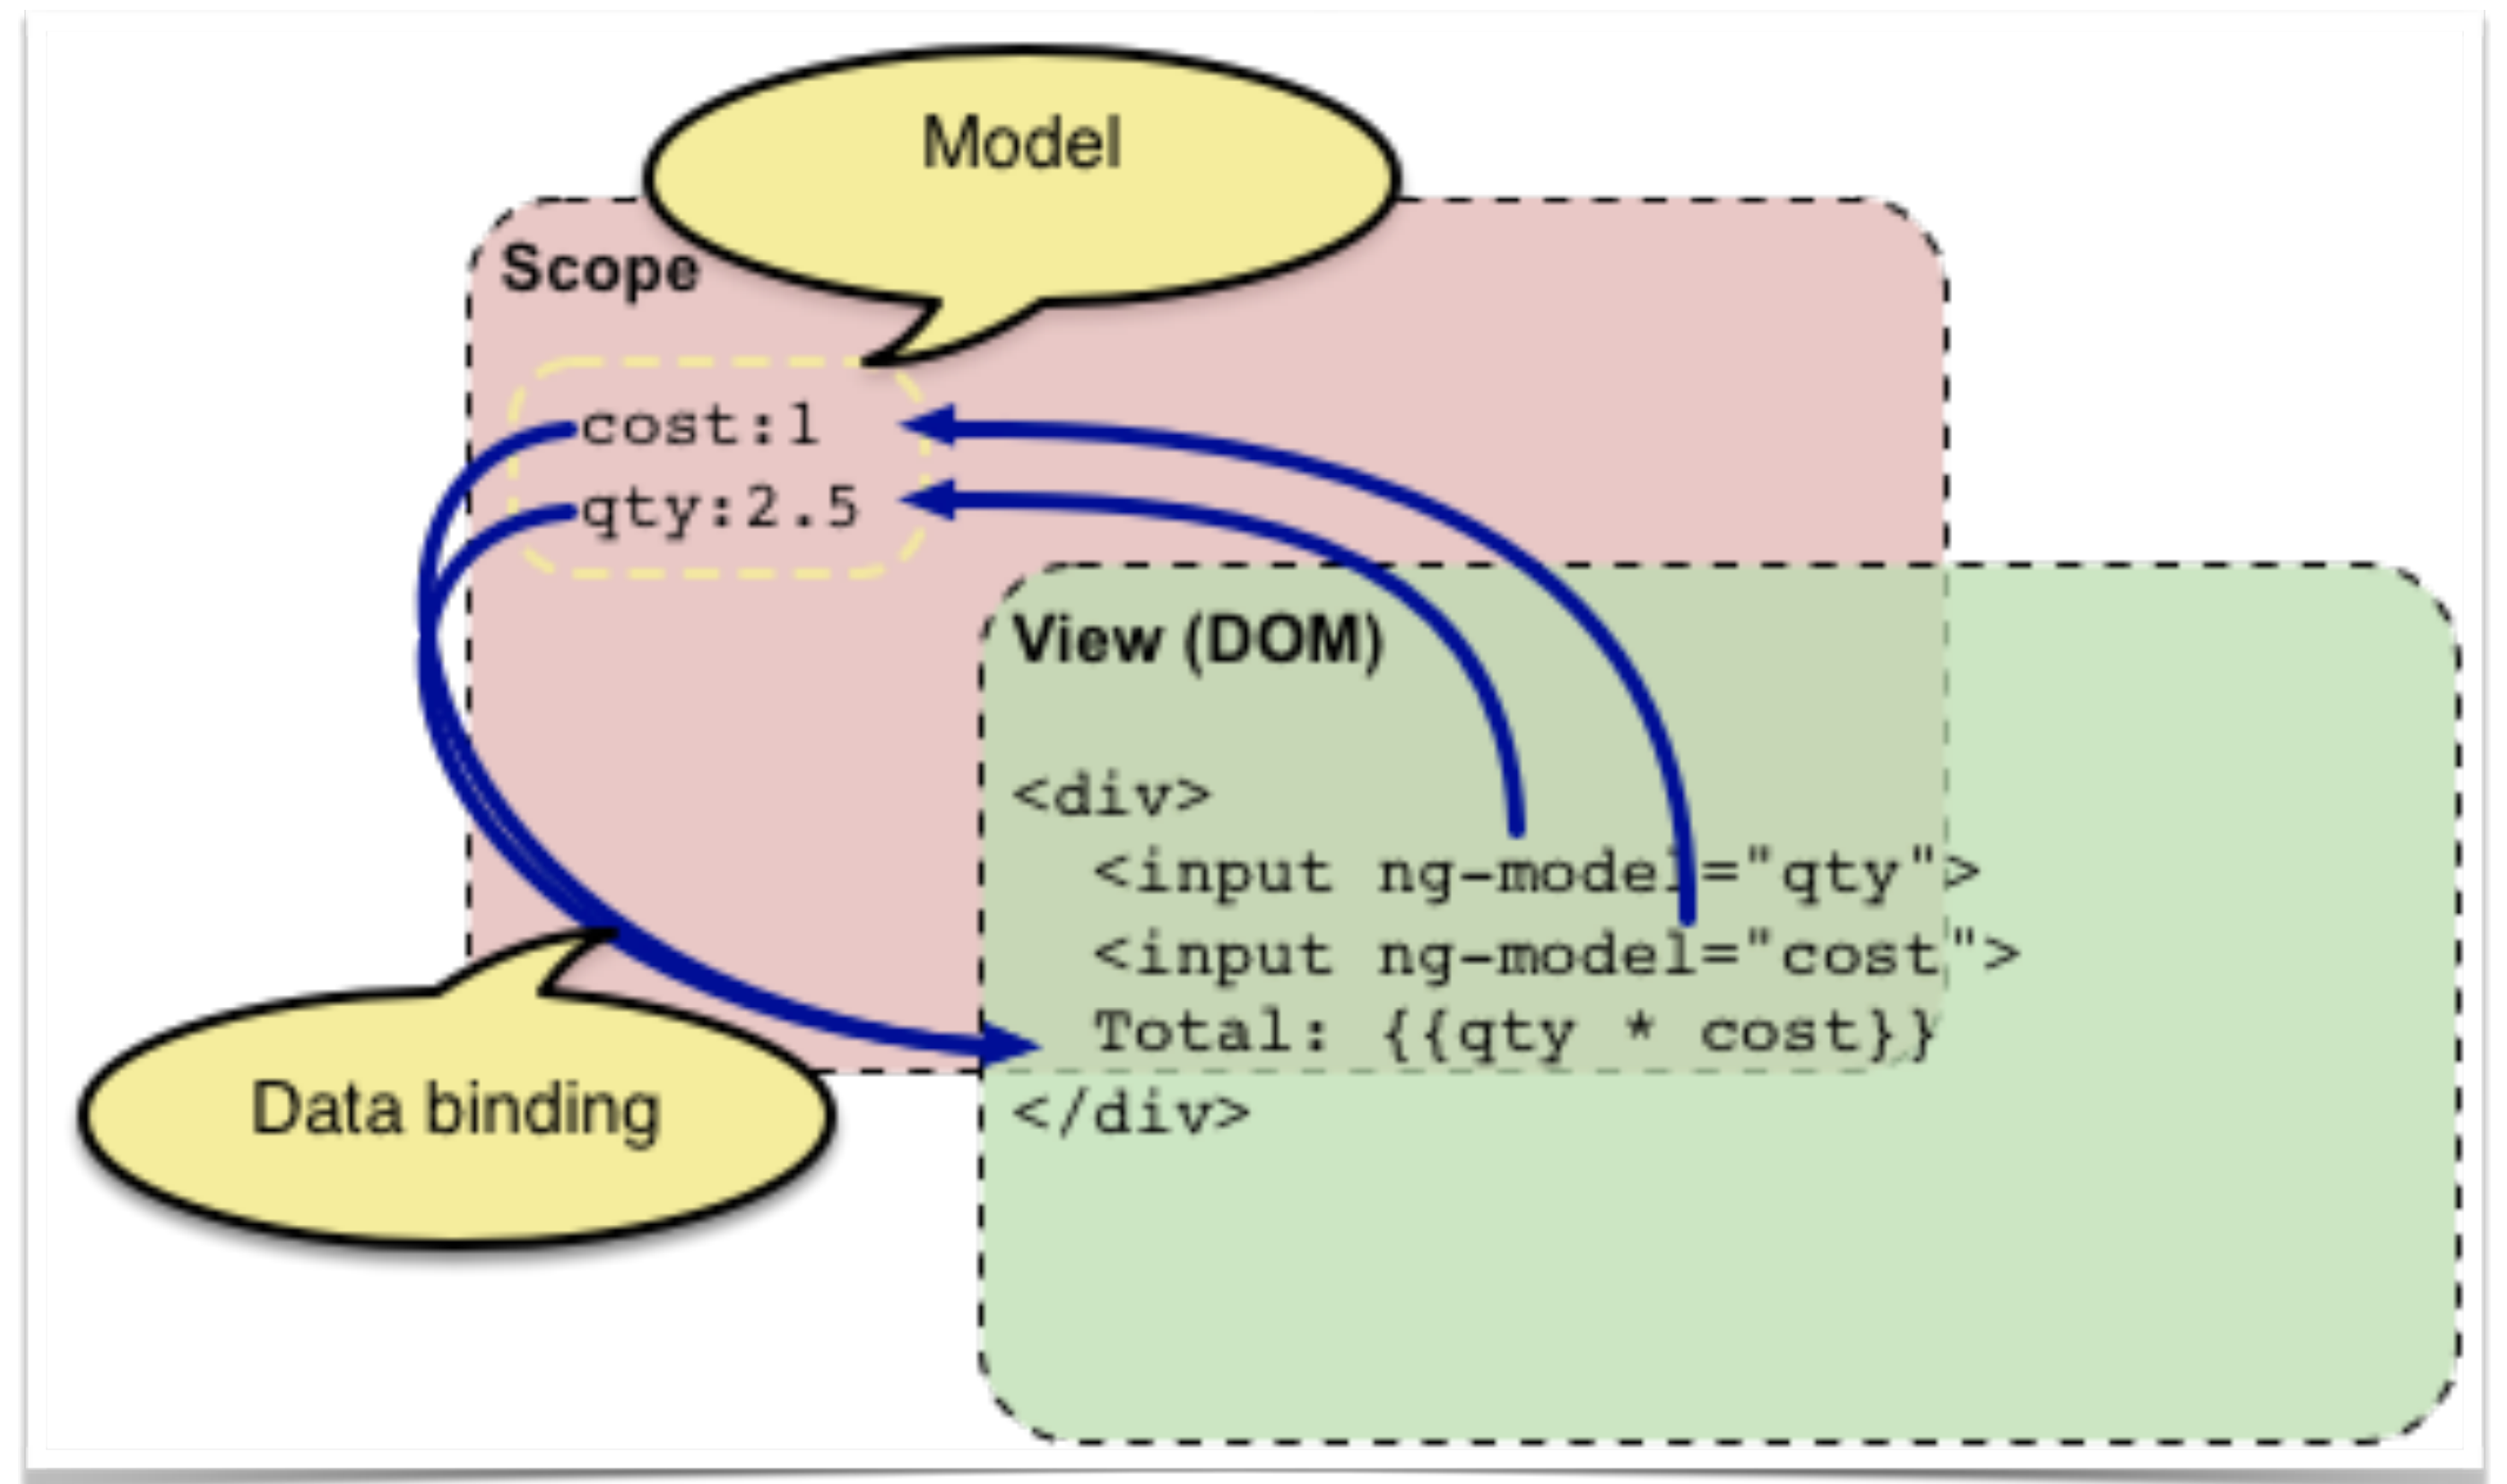 Model
Scope
cost:1
qty:2.5
View (DOM)
<div>
<input ng-model="qty">
<input ng-model="cost">
Total: {{qty * cost}}
</div>
Data binding